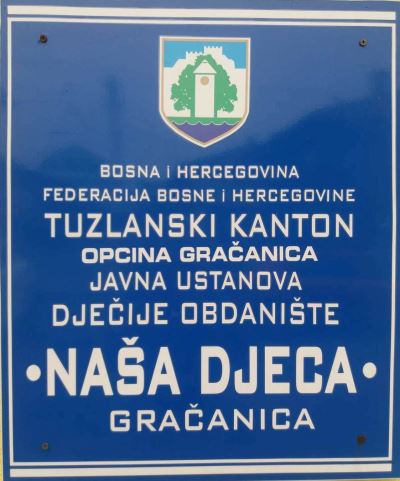 BOSNA i HERCEGOVINA
FEDERACIJA BOSNE i HERCEGOVINE
TUZLANSKI KANTON
OPCINA GRAČANICA
JAVNA USTANOVA
DJEČIJE OBDANIŠTE
•NAŠA DJECA•
GRAČANICA